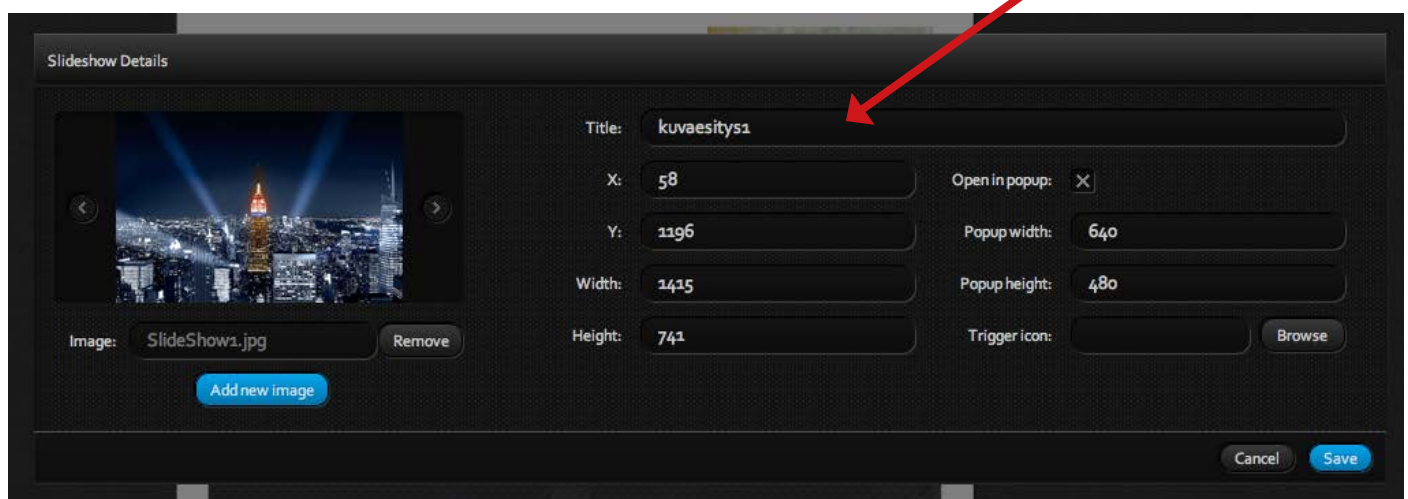 Slideshow Details
Title: kuvaesitys1
X: 58 Open in popup:
Y: 1196 Popup width: 640
Width: 1415 Popup height: 480
Image: SlideShow1.jpg Remove Height: 741 Trigger icon: Browse
Add new image
Cancel Save